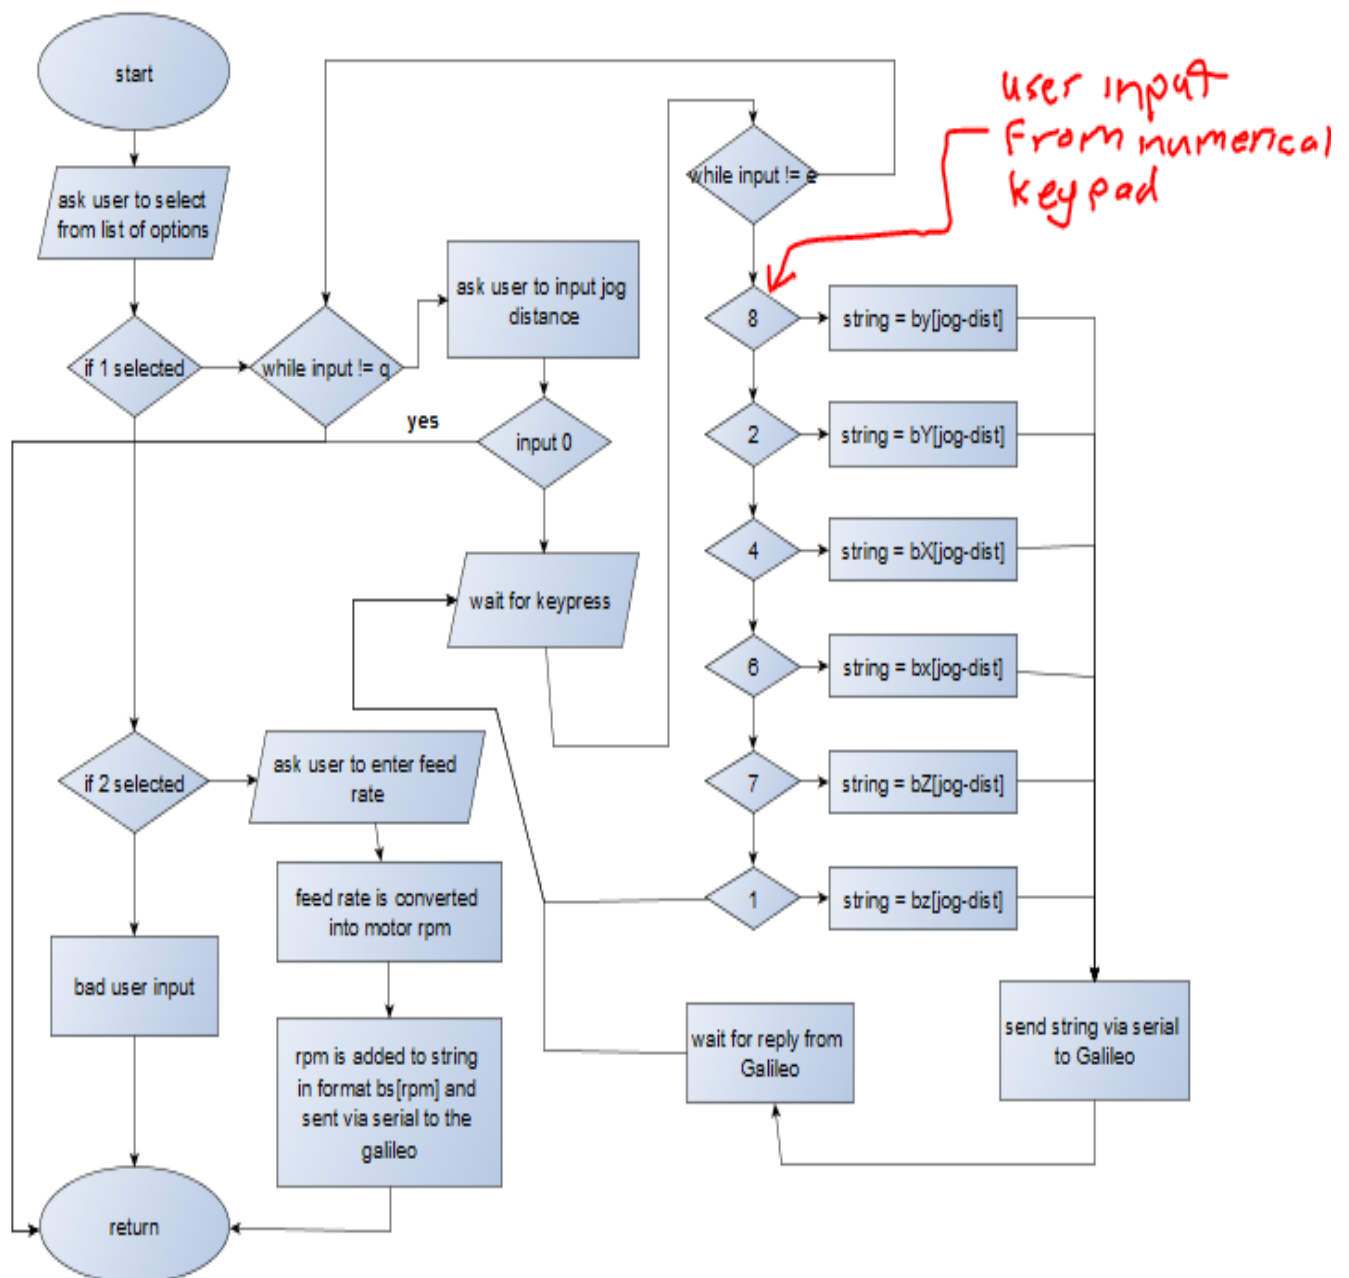 start
ask user to select
from list of options
if 1 selected
while input != q
ask user to input jog
distance
yes
input 0
wait for keypress
while input != e
user input
From numerical
keypad
8
string = by[jog-dist]
2
string = bY[jog-dist]
4
string = bX[jog-dist]
6
string = bx[jog-dist]
7
string = bZ[jog-dist]
1
string = bz[jog-dist]
send string via serial
to Galileo
wait for reply from
Galileo
if 2 selected
ask user to enter feed
rate
feed rate is converted
into motor rpm
rpm is added to string
in format bs[rpm] and
sent via serial to the
galileo
bad user input
return